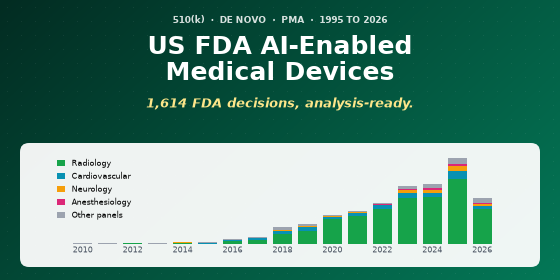 510(k) · DE NOVO · PMA · 1995 TO 2026
US FDA AI-Enabled
Medical Devices
1,614 FDA decisions, analysis-ready.
Radiology
Cardiovascular
Neurology
Anesthesiology
Other panels
2010 2012 2014 2016 2018 2020 2022 2024 2026